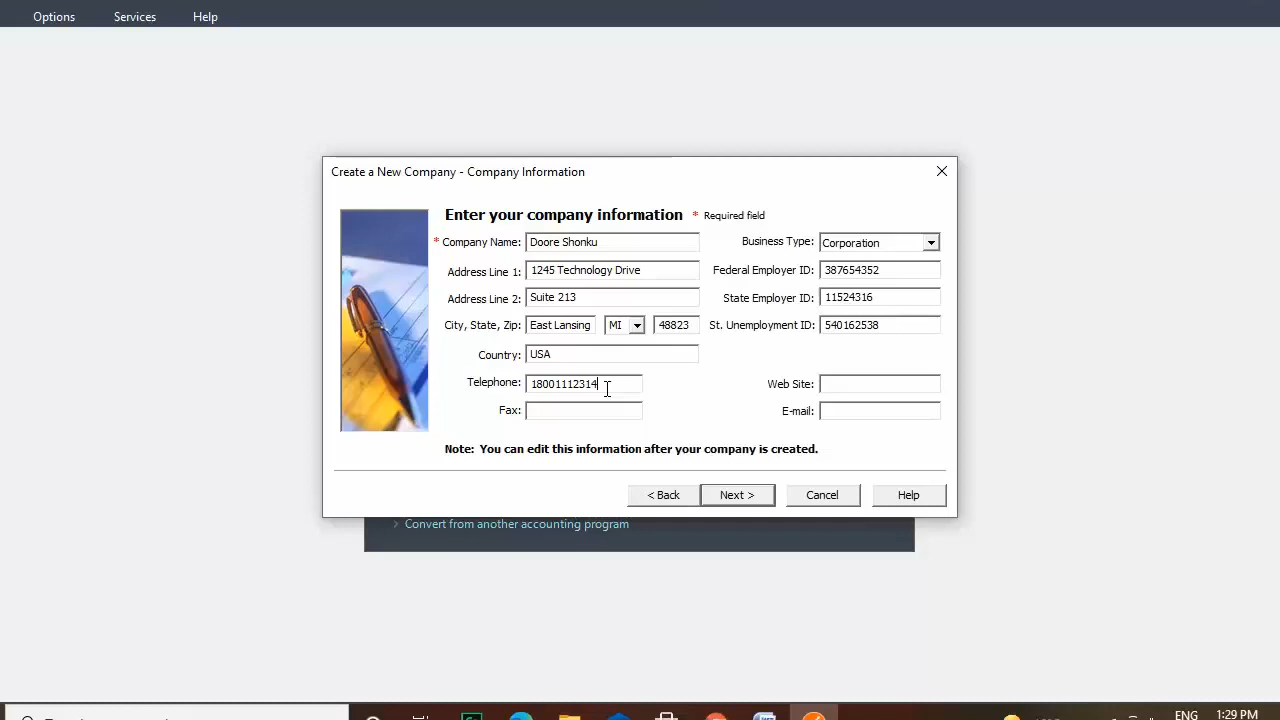 Options Services Help
Create a New Company - Company Information
Enter your company information * Required field
* Company Name: Doore Shonku Business Type: Corporation
Address Line 1: 1245 Technology Drive Federal Employer ID: 387654352
Address Line 2: Suite 213 State Employer ID: 11524316
City, State, Zip: East Lansing MI 48823 St. Unemployment ID: 540162538
Country: USA
Telephone: 18001112314 Web Site:
Fax: E-mail:
Note: You can edit this information after your company is created.
< Back Next > Cancel Help
› Convert from another accounting program
ENG 1:29 PM